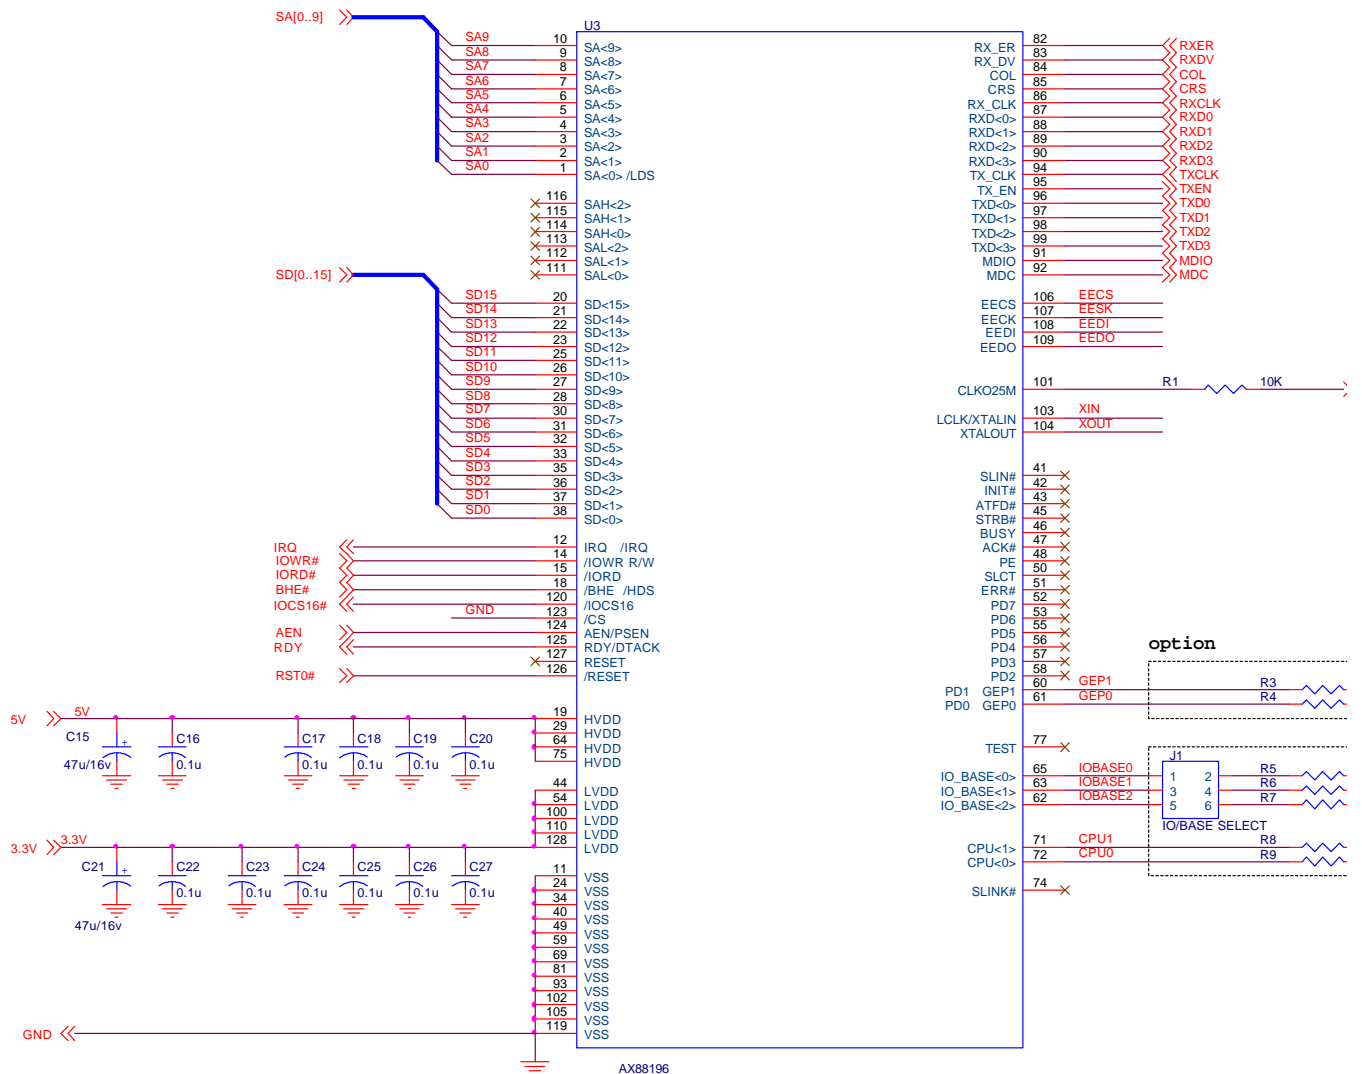 SA[0..9]
U3
SA9 10 SA<9>
SA8 9 SA<8>
SA7 8 SA<7>
SA6 7 SA<6>
SA5 6 SA<5>
SA4 5 SA<4>
SA3 4 SA<3>
SA2 3 SA<2>
SA1 2 SA<1>
SA0 1 SA<0> /LDS
116 SAH<2>
115 SAH<1>
114 SAH<0>
113 SAL<2>
112 SAL<1>
111 SAL<0>
SD[0..15]
SD15 20 SD<15>
SD14 21 SD<14>
SD13 22 SD<13>
SD12 23 SD<12>
SD11 25 SD<11>
SD10 26 SD<10>
SD9 27 SD<9>
SD8 28 SD<8>
SD7 30 SD<7>
SD6 31 SD<6>
SD5 32 SD<5>
SD4 33 SD<4>
SD3 35 SD<3>
SD2 36 SD<2>
SD1 37 SD<1>
SD0 38 SD<0>
IRQ 12 IRQ /IRQ
IOWR# 14 /IOWR R/W
IORD# 15 /IORD
BHE# 18 /BHE /HDS
IOCS16# 120 /IOCS16
GND 123 /CS
AEN 124 AEN/PSEN
RDY 125 RDY/DTACK
127 RESET
RST0# 126 /RESET
5V 5V 19 HVDD
29 HVDD
64 HVDD
75 HVDD
C15 C16 C17 C18 C19 C20
47u/16v 0.1u 0.1u 0.1u 0.1u 0.1u
44 LVDD
54 LVDD
100 LVDD
110 LVDD
3.3V 3.3V 128 LVDD
C21 C22 C23 C24 C25 C26 C27
47u/16v 0.1u 0.1u 0.1u 0.1u 0.1u 0.1u
11 VSS
24 VSS
34 VSS
40 VSS
49 VSS
59 VSS
69 VSS
81 VSS
93 VSS
102 VSS
105 VSS
GND 119 VSS
RX_ER 82 RXER
RX_DV 83 RXDV
COL 84 COL
CRS 85 CRS
RX_CLK 86 RXCLK
RXD<0> 87 RXD0
RXD<1> 88 RXD1
RXD<2> 89 RXD2
RXD<3> 90 RXD3
TX_CLK 94 TXCLK
TX_EN 95 TXEN
TXD<0> 96 TXD0
TXD<1> 97 TXD1
TXD<2> 98 TXD2
TXD<3> 99 TXD3
MDIO 91 MDIO
MDC 92 MDC
EECS 106 EECS
EECK 107 EESK
EEDI 108 EEDI
EEDO 109 EEDO
CLKO25M 101 R1 10K
LCLK/XTALIN 103 XIN
XTALOUT 104 XOUT
SLIN# 41
INIT# 42
ATFD# 43
STRB# 45
BUSY 46
ACK# 47
PE 48
SLCT 50
ERR# 51
PD7 52
PD6 53
PD5 55
PD4 56
PD3 57
PD2 58
option
PD1 GEP1 60 GEP1 R3
PD0 GEP0 61 GEP0 R4
TEST 77
J1
IO_BASE<0> 65 IOBASE0 1 2 R5
IO_BASE<1> 63 IOBASE1 3 4 R6
IO_BASE<2> 62 IOBASE2 5 6 R7
IO/BASE SELECT
CPU<1> 71 CPU1 R8
CPU<0> 72 CPU0 R9
SLINK# 74
AX88196